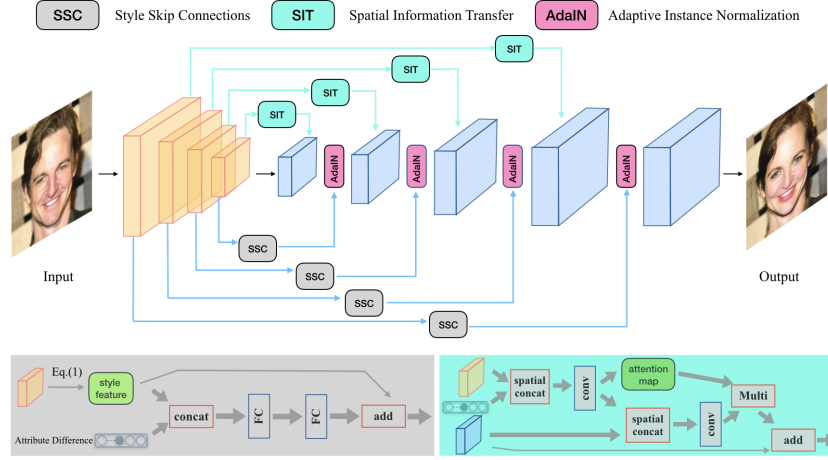 SSC Style Skip Connections SIT Spatial Information Transfer AdaIN Adaptive Instance Normalization
SIT
SIT
SIT
SIT
AdaIN
AdaIN
AdaIN
AdaIN
SSC
SSC
SSC
SSC
Input
Output
Eq.(1)
style
feature
Attribute Difference
concat
FC
FC
add
spatial
concat
conv
attention
map
spatial
concat
conv
Multi
add